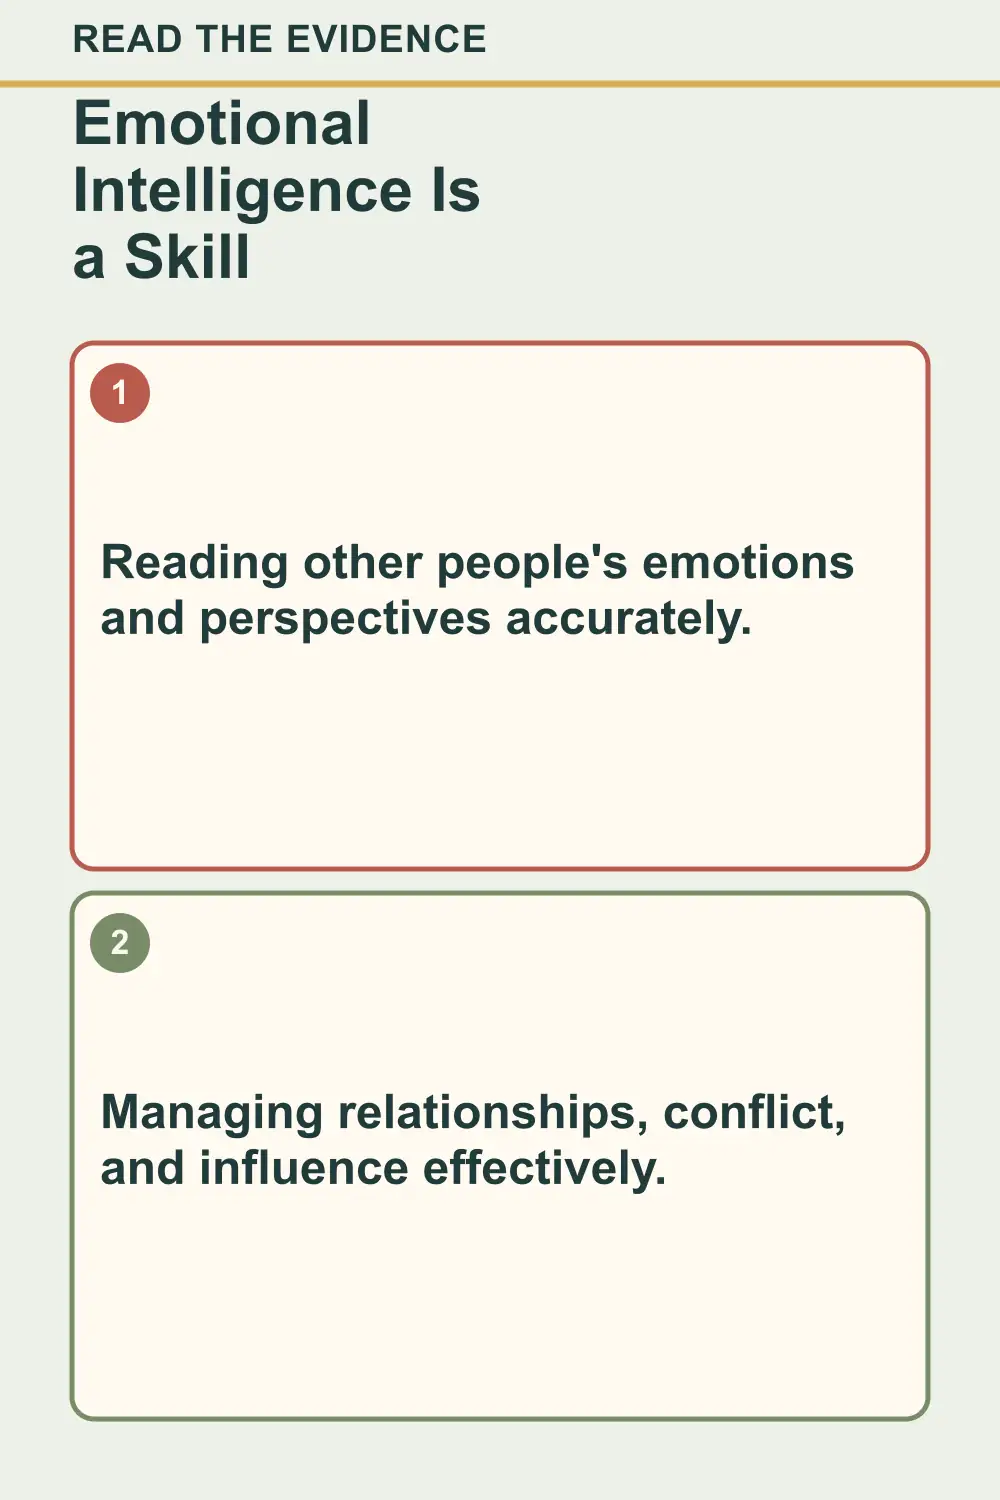 READ THE EVIDENCE
Emotional
Intelligence Is
a Skill
1
Reading other people's emotions
and perspectives accurately.
2
Managing relationships, conflict,
and influence effectively.